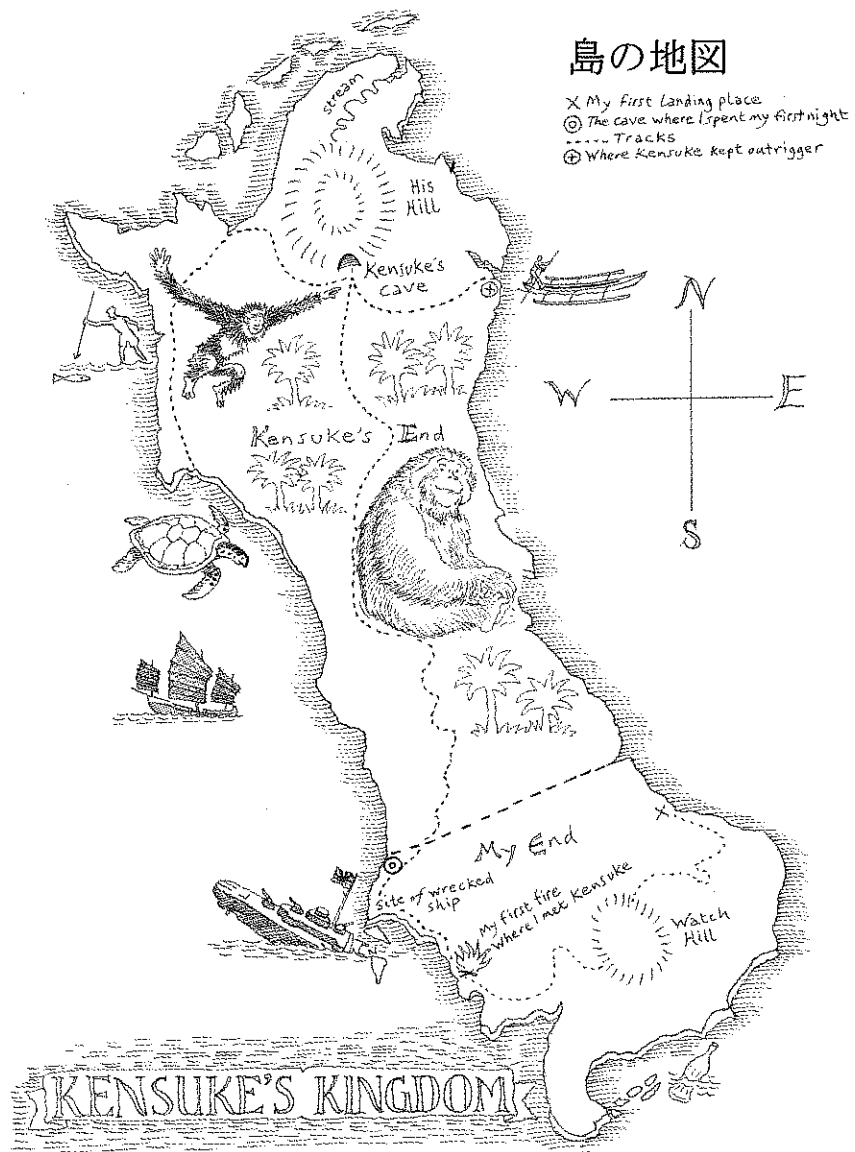 島の地図
X My first landing place
The cave where I spent my first night
Tracks
Where Kensuke kept outrigger
stream
His
Hill
Kensuke's
cave
N
W
E
S
Kensuke's End
My End
site of wrecked
ship
My first fire
where I met Kensuke
Watch
Hill
KENSUKE'S KINGDOM